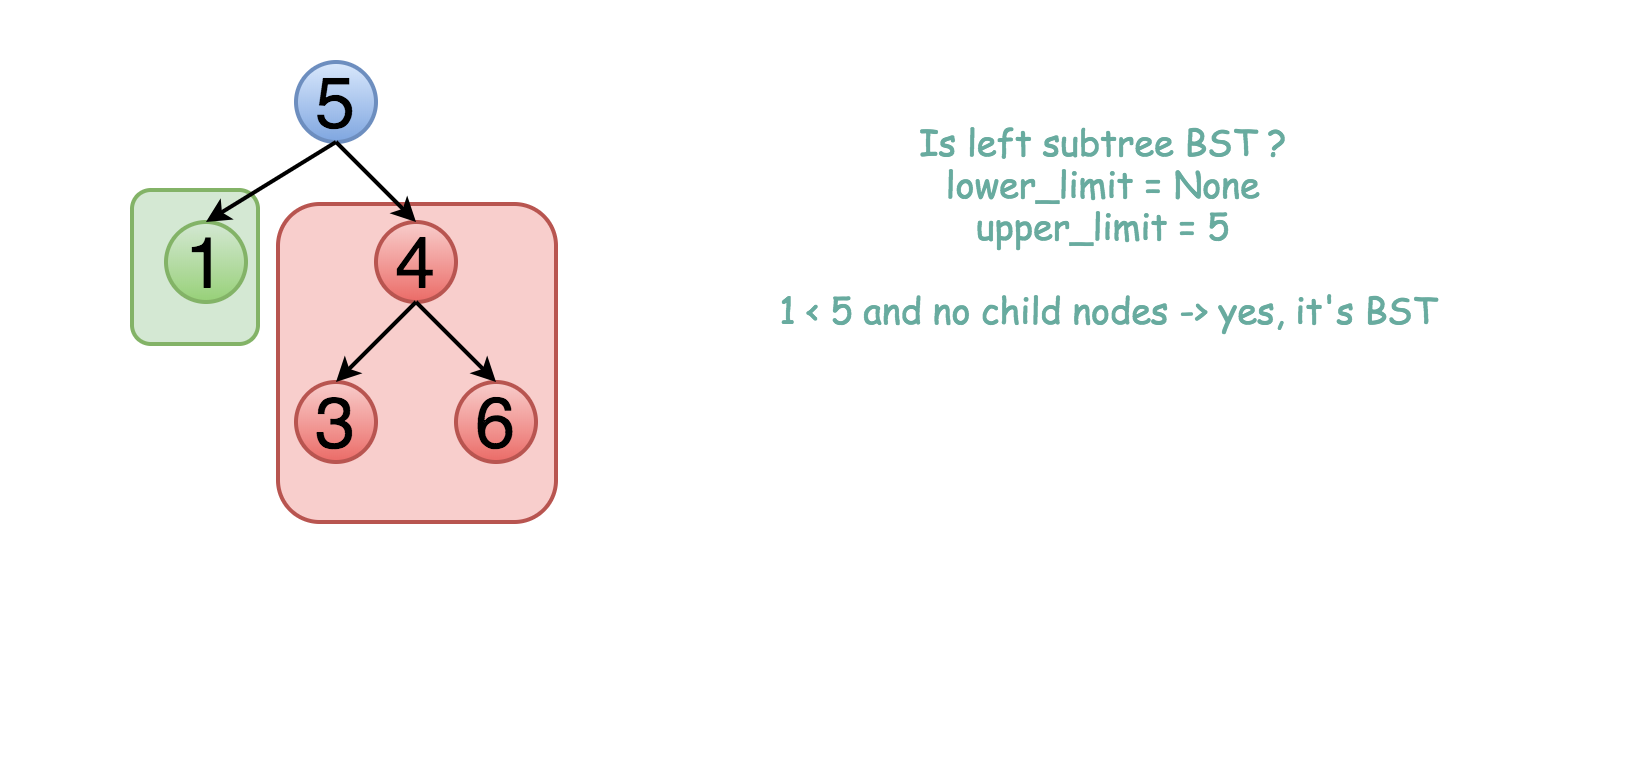 5
1
4
3
6
Is left subtree BST ?
lower_limit = None
upper_limit = 5
1 < 5 and no child nodes -> yes, it's BST